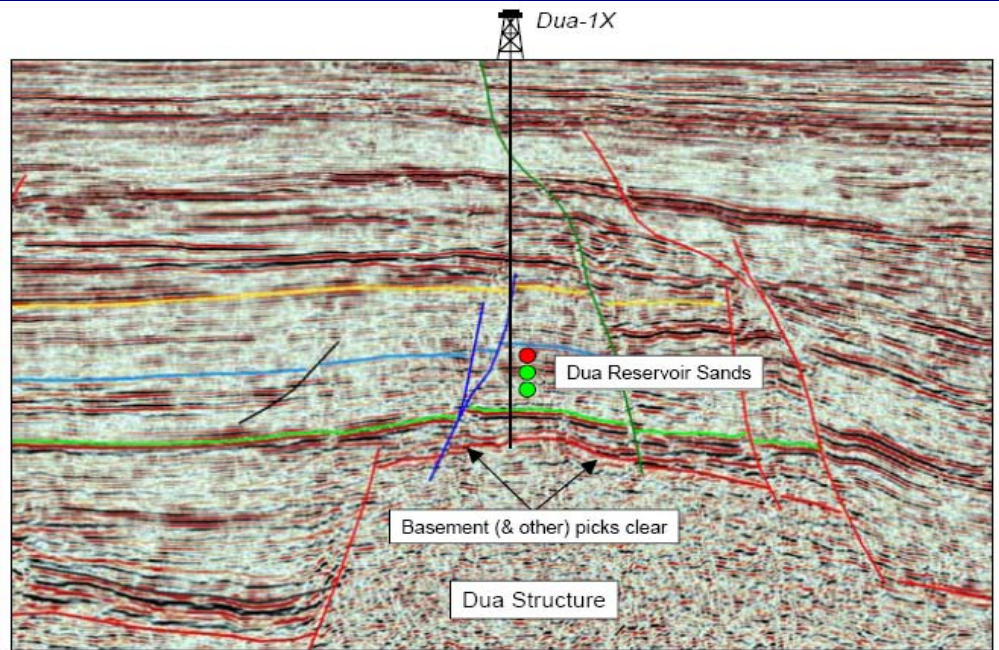 Dua-1X
Dua Reservoir Sands
Basement (& other) picks clear
Dua Structure